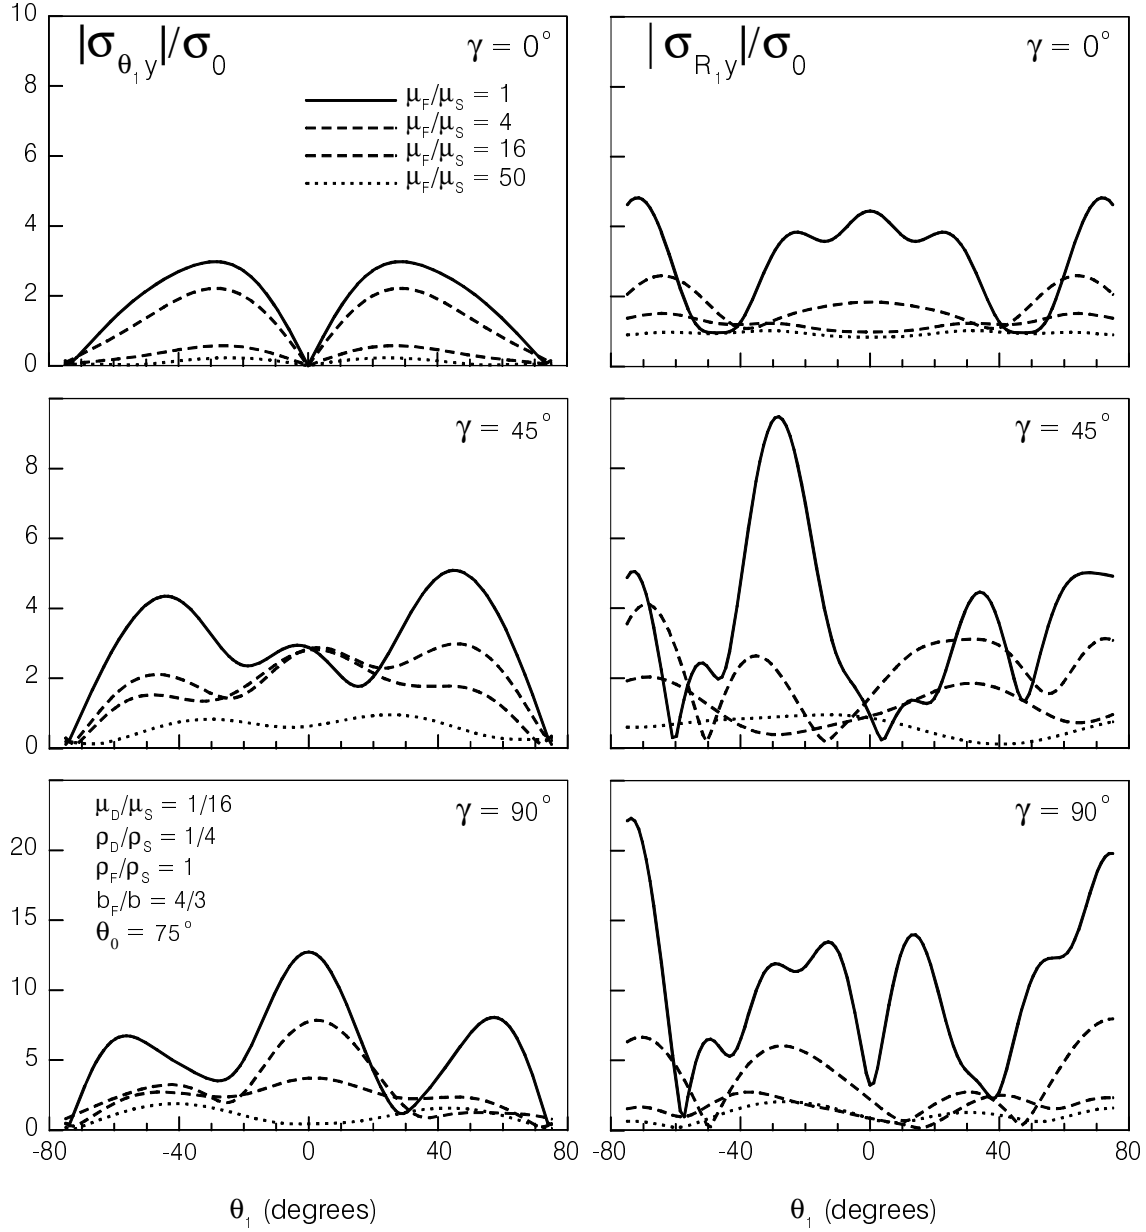 10
|σθ₁y|/σ0
γ = 0°
| σR₁y|/σ0
γ = 0°
8
μF/μS = 1
μF/μS = 4
6
μF/μS = 16
μF/μS = 50
4
2
0
γ = 45°
γ = 45°
8
6
4
2
0
μD/μS = 1/16
γ = 90°
γ = 90°
ρD/ρS = 1/4
20
ρF/ρS = 1
bF/b = 4/3
15
θ0 = 75°
10
5
0
-80 -40 0 40 80 -80 -40 0 40 80
θ₁ (degrees)
θ₁ (degrees)